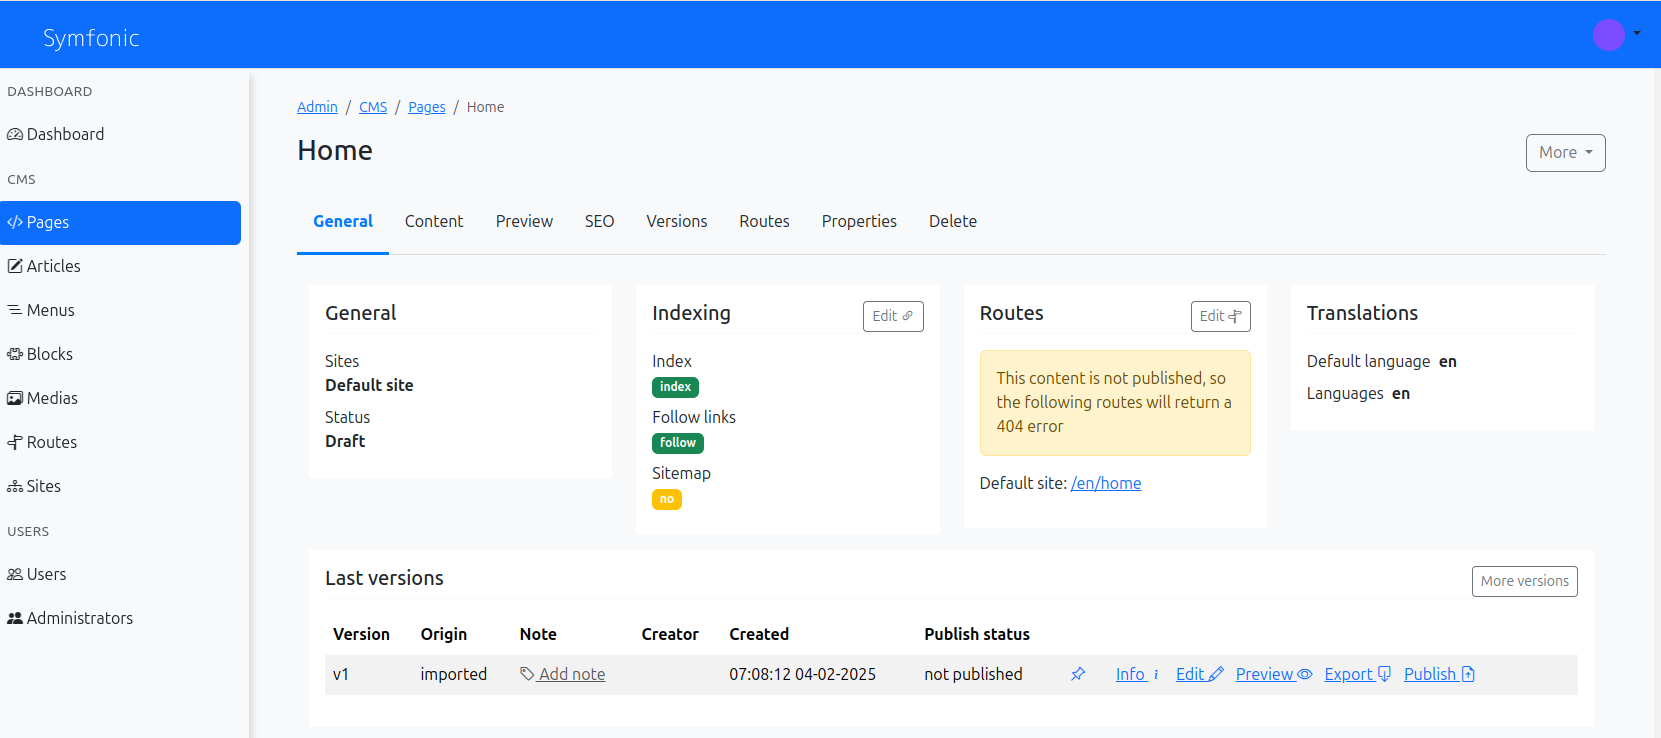 Symfonic
DASHBOARD
Dashboard
CMS
Pages
Articles
Menus
Blocks
Medias
Routes
Sites
USERS
Users
Administrators
Admin / CMS / Pages / Home
Home
More
General Content Preview SEO Versions Routes Properties Delete
General
Sites
Default site
Status
Draft
Indexing
Edit
Index
index
Follow links
follow
Sitemap
no
Routes
Edit
This content is not published, so
the following routes will return a
404 error
Default site: /en/home
Translations
Default language en
Languages en
Last versions
More versions
Version Origin Note Creator Created Publish status
v1 imported Add note 07:08:12 04-02-2025 not published Info Edit Preview Export Publish